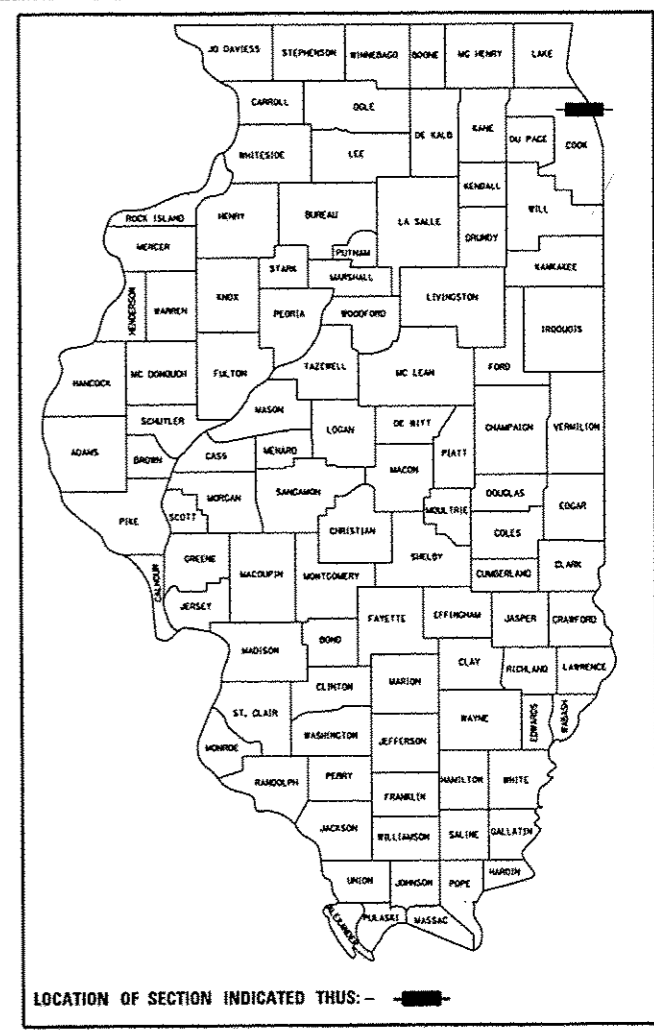 JO DAVIESS
STEPHENSON
WINNEBAGO
BOONE
MC HENRY
LAKE
CARROLL
OGLE
DE KALB
KANE
DU PAGE
COOK
WHITESIDE
LEE
KENDALL
WILL
ROCK ISLAND
HENRY
BUREAU
LA SALLE
GRUNDY
MERCER
PUTNAM
STARK
MARSHALL
KANKAKEE
HENDERSON
WARREN
KNOX
PEORIA
WOODFORD
LIVINGSTON
IROQUOIS
HANCOCK
MC DONOUGH
FULTON
TAZEWELL
MC LEAN
FORD
SCHUYLER
MASON
LOGAN
DE WITT
CHAMPAIGN
VERMILION
ADAMS
BROWN
CASS
MENARD
PIATT
MACON
PIKE
SCOTT
MORGAN
SANGAMON
CHRISTIAN
MOULTRIE
DOUGLAS
EDGAR
COLES
CALHOUN
GREENE
MACOUPIN
MONTGOMERY
SHELBY
CUMBERLAND
CLARK
JERSEY
FAYETTE
EFFINGHAM
JASPER
CRAWFORD
MADISON
BOND
CLAY
RICHLAND
LAWRENCE
CLINTON
MARION
ST. CLAIR
WAYNE
EDWARDS
WABASH
MONROE
WASHINGTON
JEFFERSON
RANDOLPH
PERRY
HAMILTON
WHITE
FRANKLIN
JACKSON
WILLIAMSON
SALINE
GALLATIN
UNION
JOHNSON
POPE
HARDIN
ALEXANDER
PULASKI
MASSAC
LOCATION OF SECTION INDICATED THUS: –